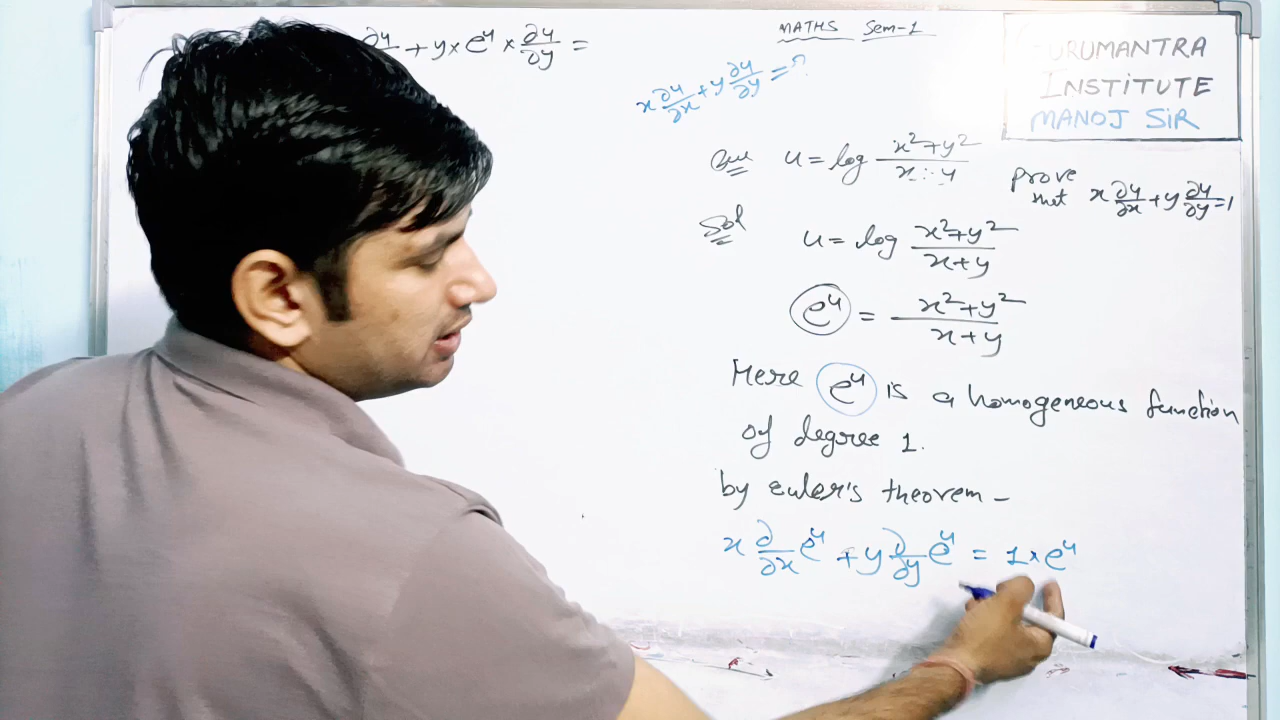 ∂u + y × e^u × ∂u/∂y =
MATHS Sem-1
URUMANTRA
INSTITUTE
MANOJ SIR
x ∂u/∂x + y ∂u/∂y = ?
Que u = log (x²+y²)/(x+y)
prove that x ∂u/∂x + y ∂u/∂y = 1
Sol u = log (x²+y²)/(x+y)
e^u = (x²+y²)/(x+y)
Here e^u is a homogeneous function
of degree 1.
by Euler's theorem -
x ∂/∂x e^u + y ∂/∂y e^u = 1 × e^u